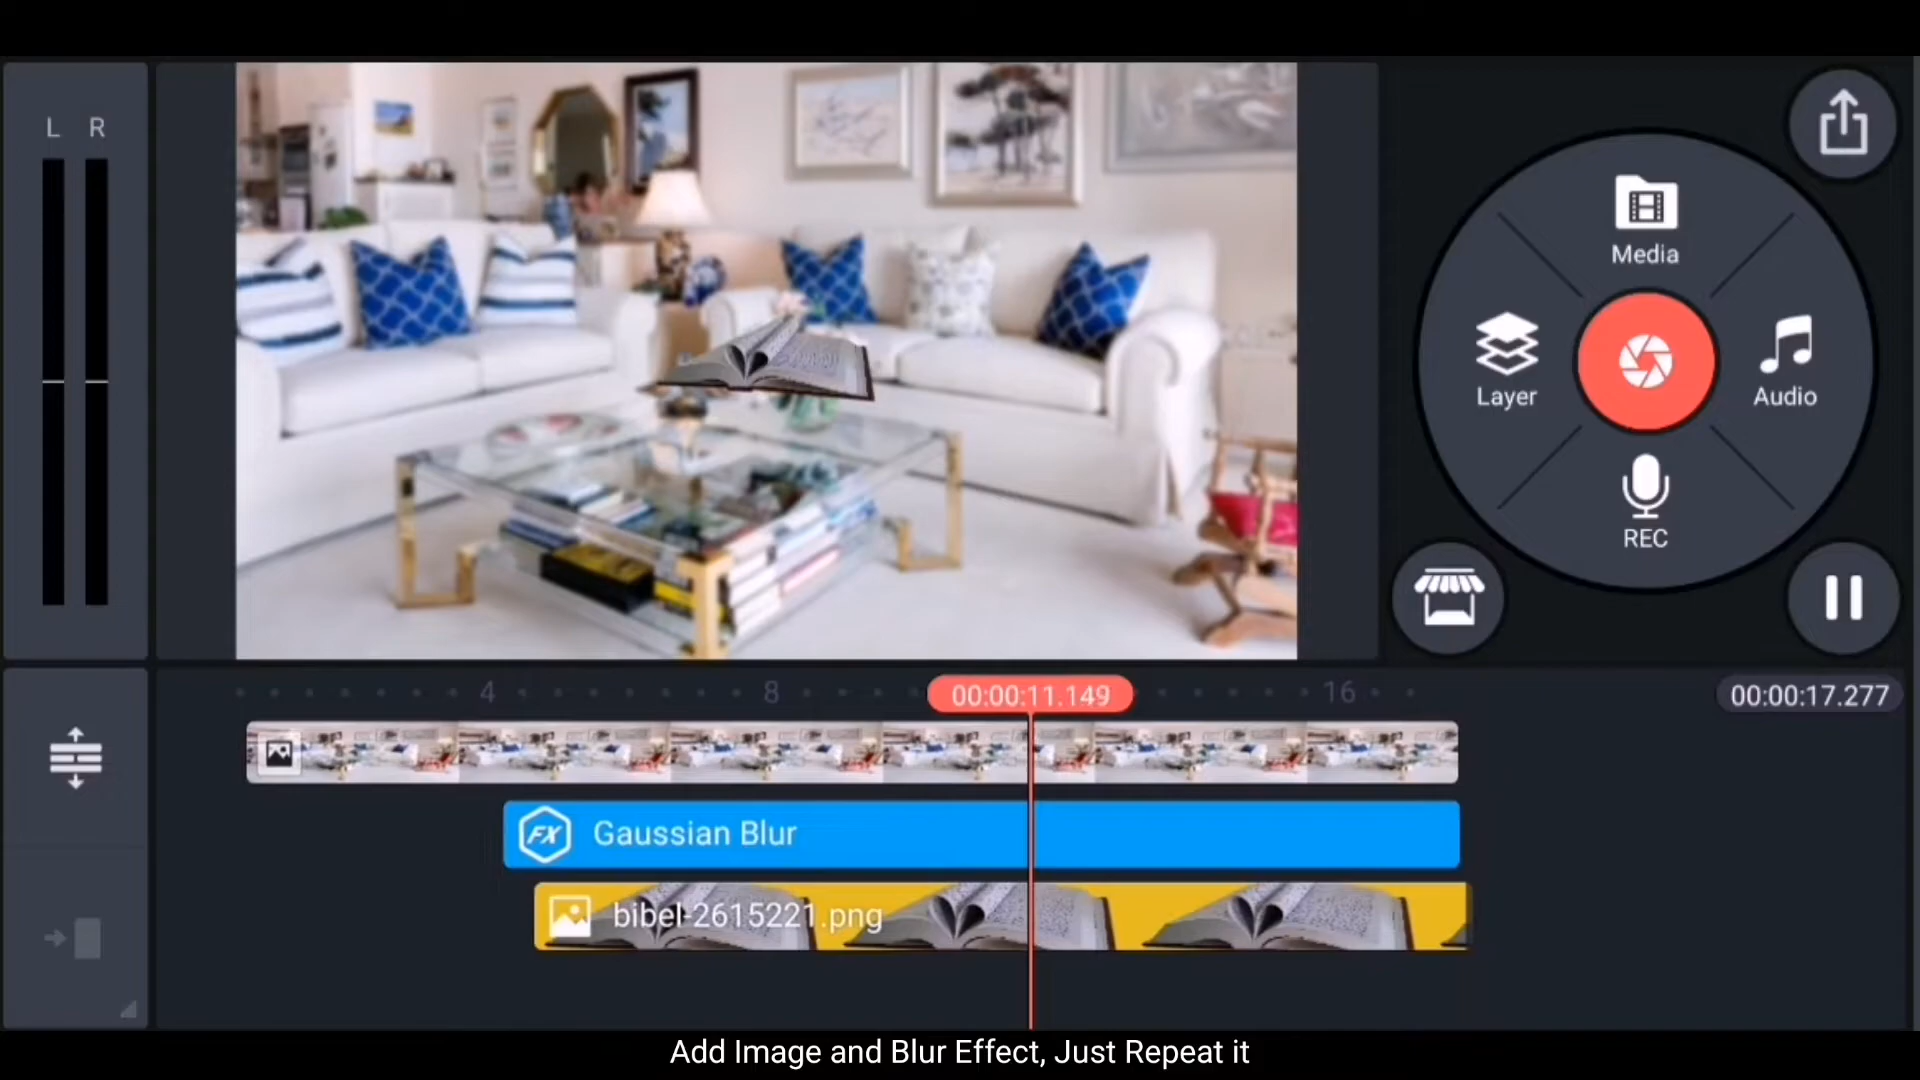 L R
Media
Layer
Audio
REC
4 8 00:00:11.149 16 00:00:17.277
FX Gaussian Blur
bibel-2615221.png
Add Image and Blur Effect, Just Repeat it